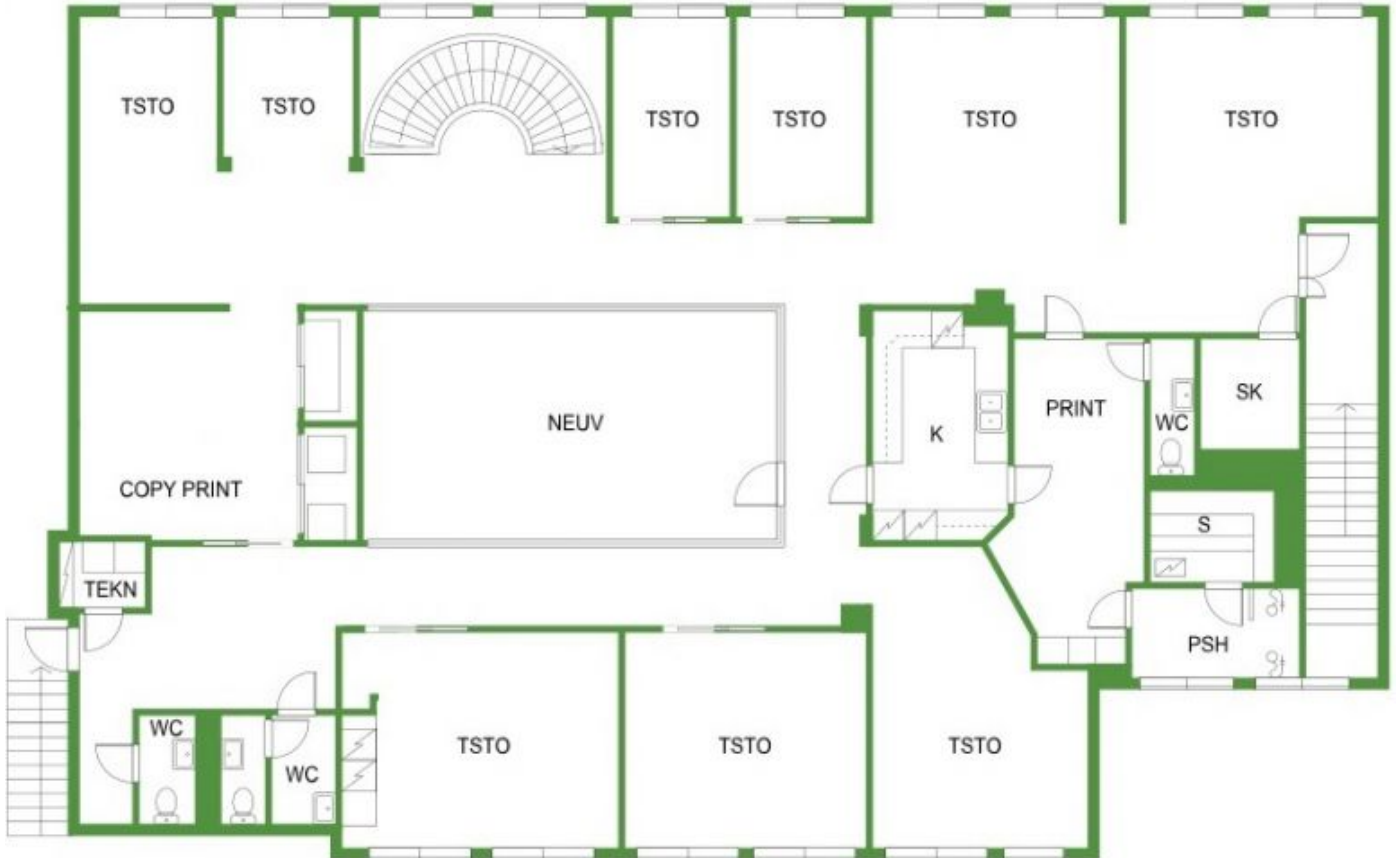 TSTO
TSTO
TSTO
TSTO
TSTO
TSTO
NEUV
K
PRINT
WC
SK
COPY PRINT
S
TEKN
PSH
WC
WC
TSTO
TSTO
TSTO